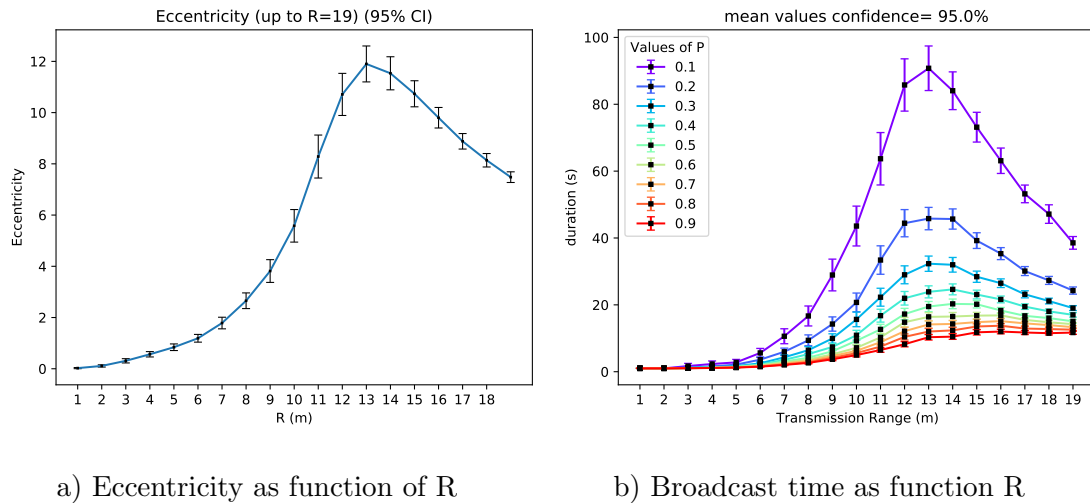 Eccentricity (up to R=19) (95% CI)
12
10
8
6
4
2
0
Eccentricity
1 2 3 4 5 6 7 8 9 10 11 12 13 14 15 16 17 18
R (m)
a) Eccentricity as function of R
mean values confidence= 95.0%
Values of P
0.1
0.2
0.3
0.4
0.5
0.6
0.7
0.8
0.9
100
80
60
40
20
0
duration (s)
1 2 3 4 5 6 7 8 9 10 11 12 13 14 15 16 17 18 19
Transmission Range (m)
b) Broadcast time as function R